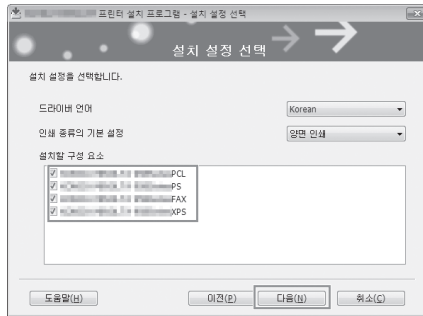 프린터 설치 프로그램 - 설치 설정 선택
설치 설정 선택
설치 설정을 선택합니다.
드라이버 언어
Korean
인쇄 종류의 기본 설정
양면 인쇄
설치할 구성 요소
PCL
PS
FAX
XPS
도움말(H)
이전(P)
다음(N)
취소(C)